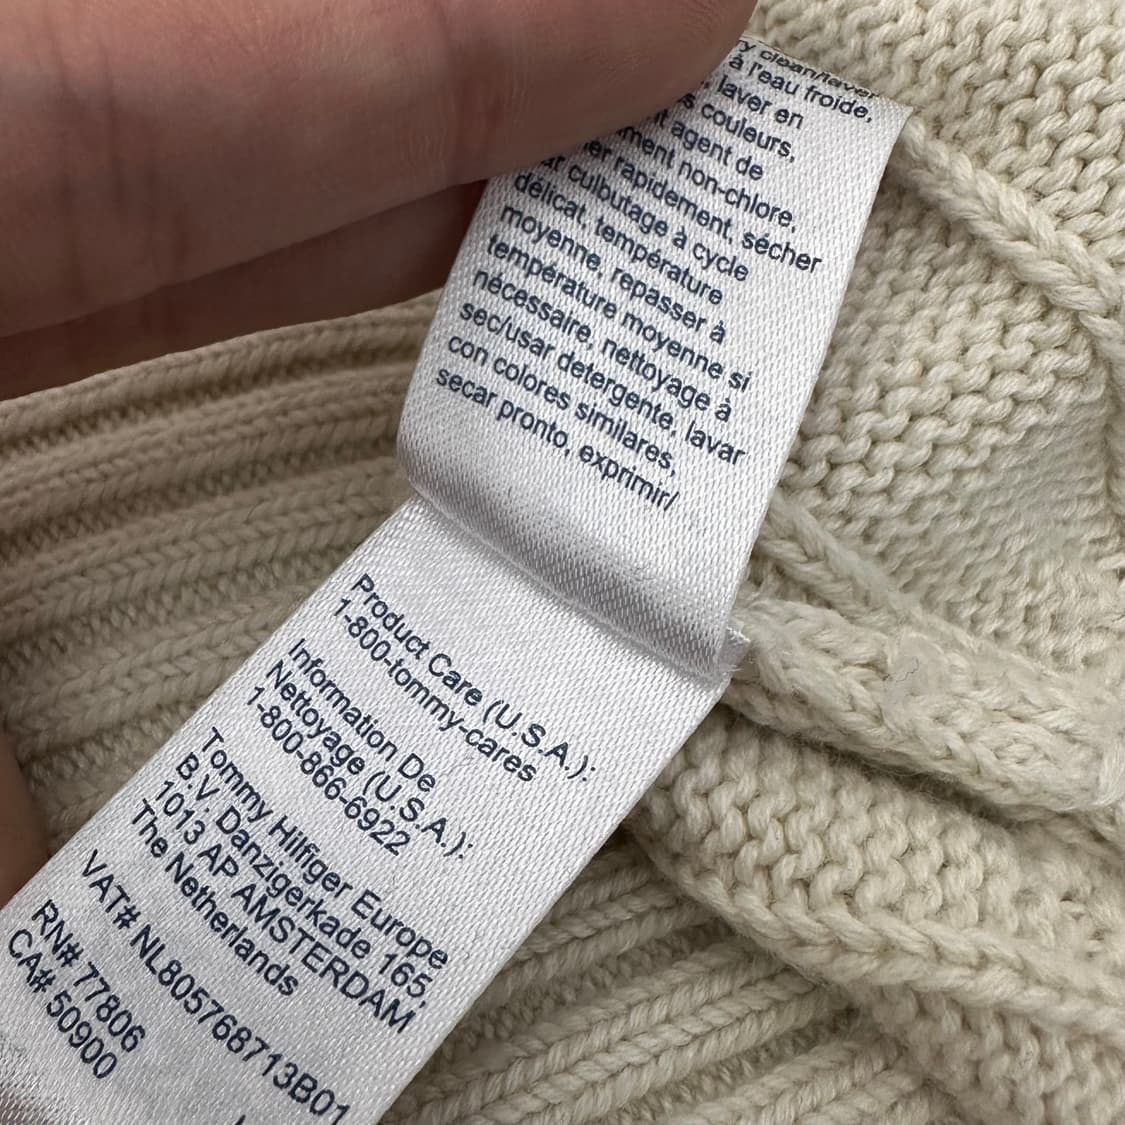 clean/laver
à l'eau froide,
laver en
couleurs,
agent de
non-chlore,
rapidement, sécher
culbutage à cycle
délicat, température
moyenne, repasser à
température moyenne si
nécessaire, nettoyage à
sec/usar detergente, lavar
con colores similares,
secar pronto, exprimir/
Product Care (U.S.A.):
1-800-tommy-cares
Information De
Nettoyage (U.S.A.):
1-800-866-6922
Tommy Hilfiger Europe
B.V. Danzigerkade 165,
1013 AP AMSTERDAM
The Netherlands
VAT# NL805768713B01
RN# 77806
CA# 50900